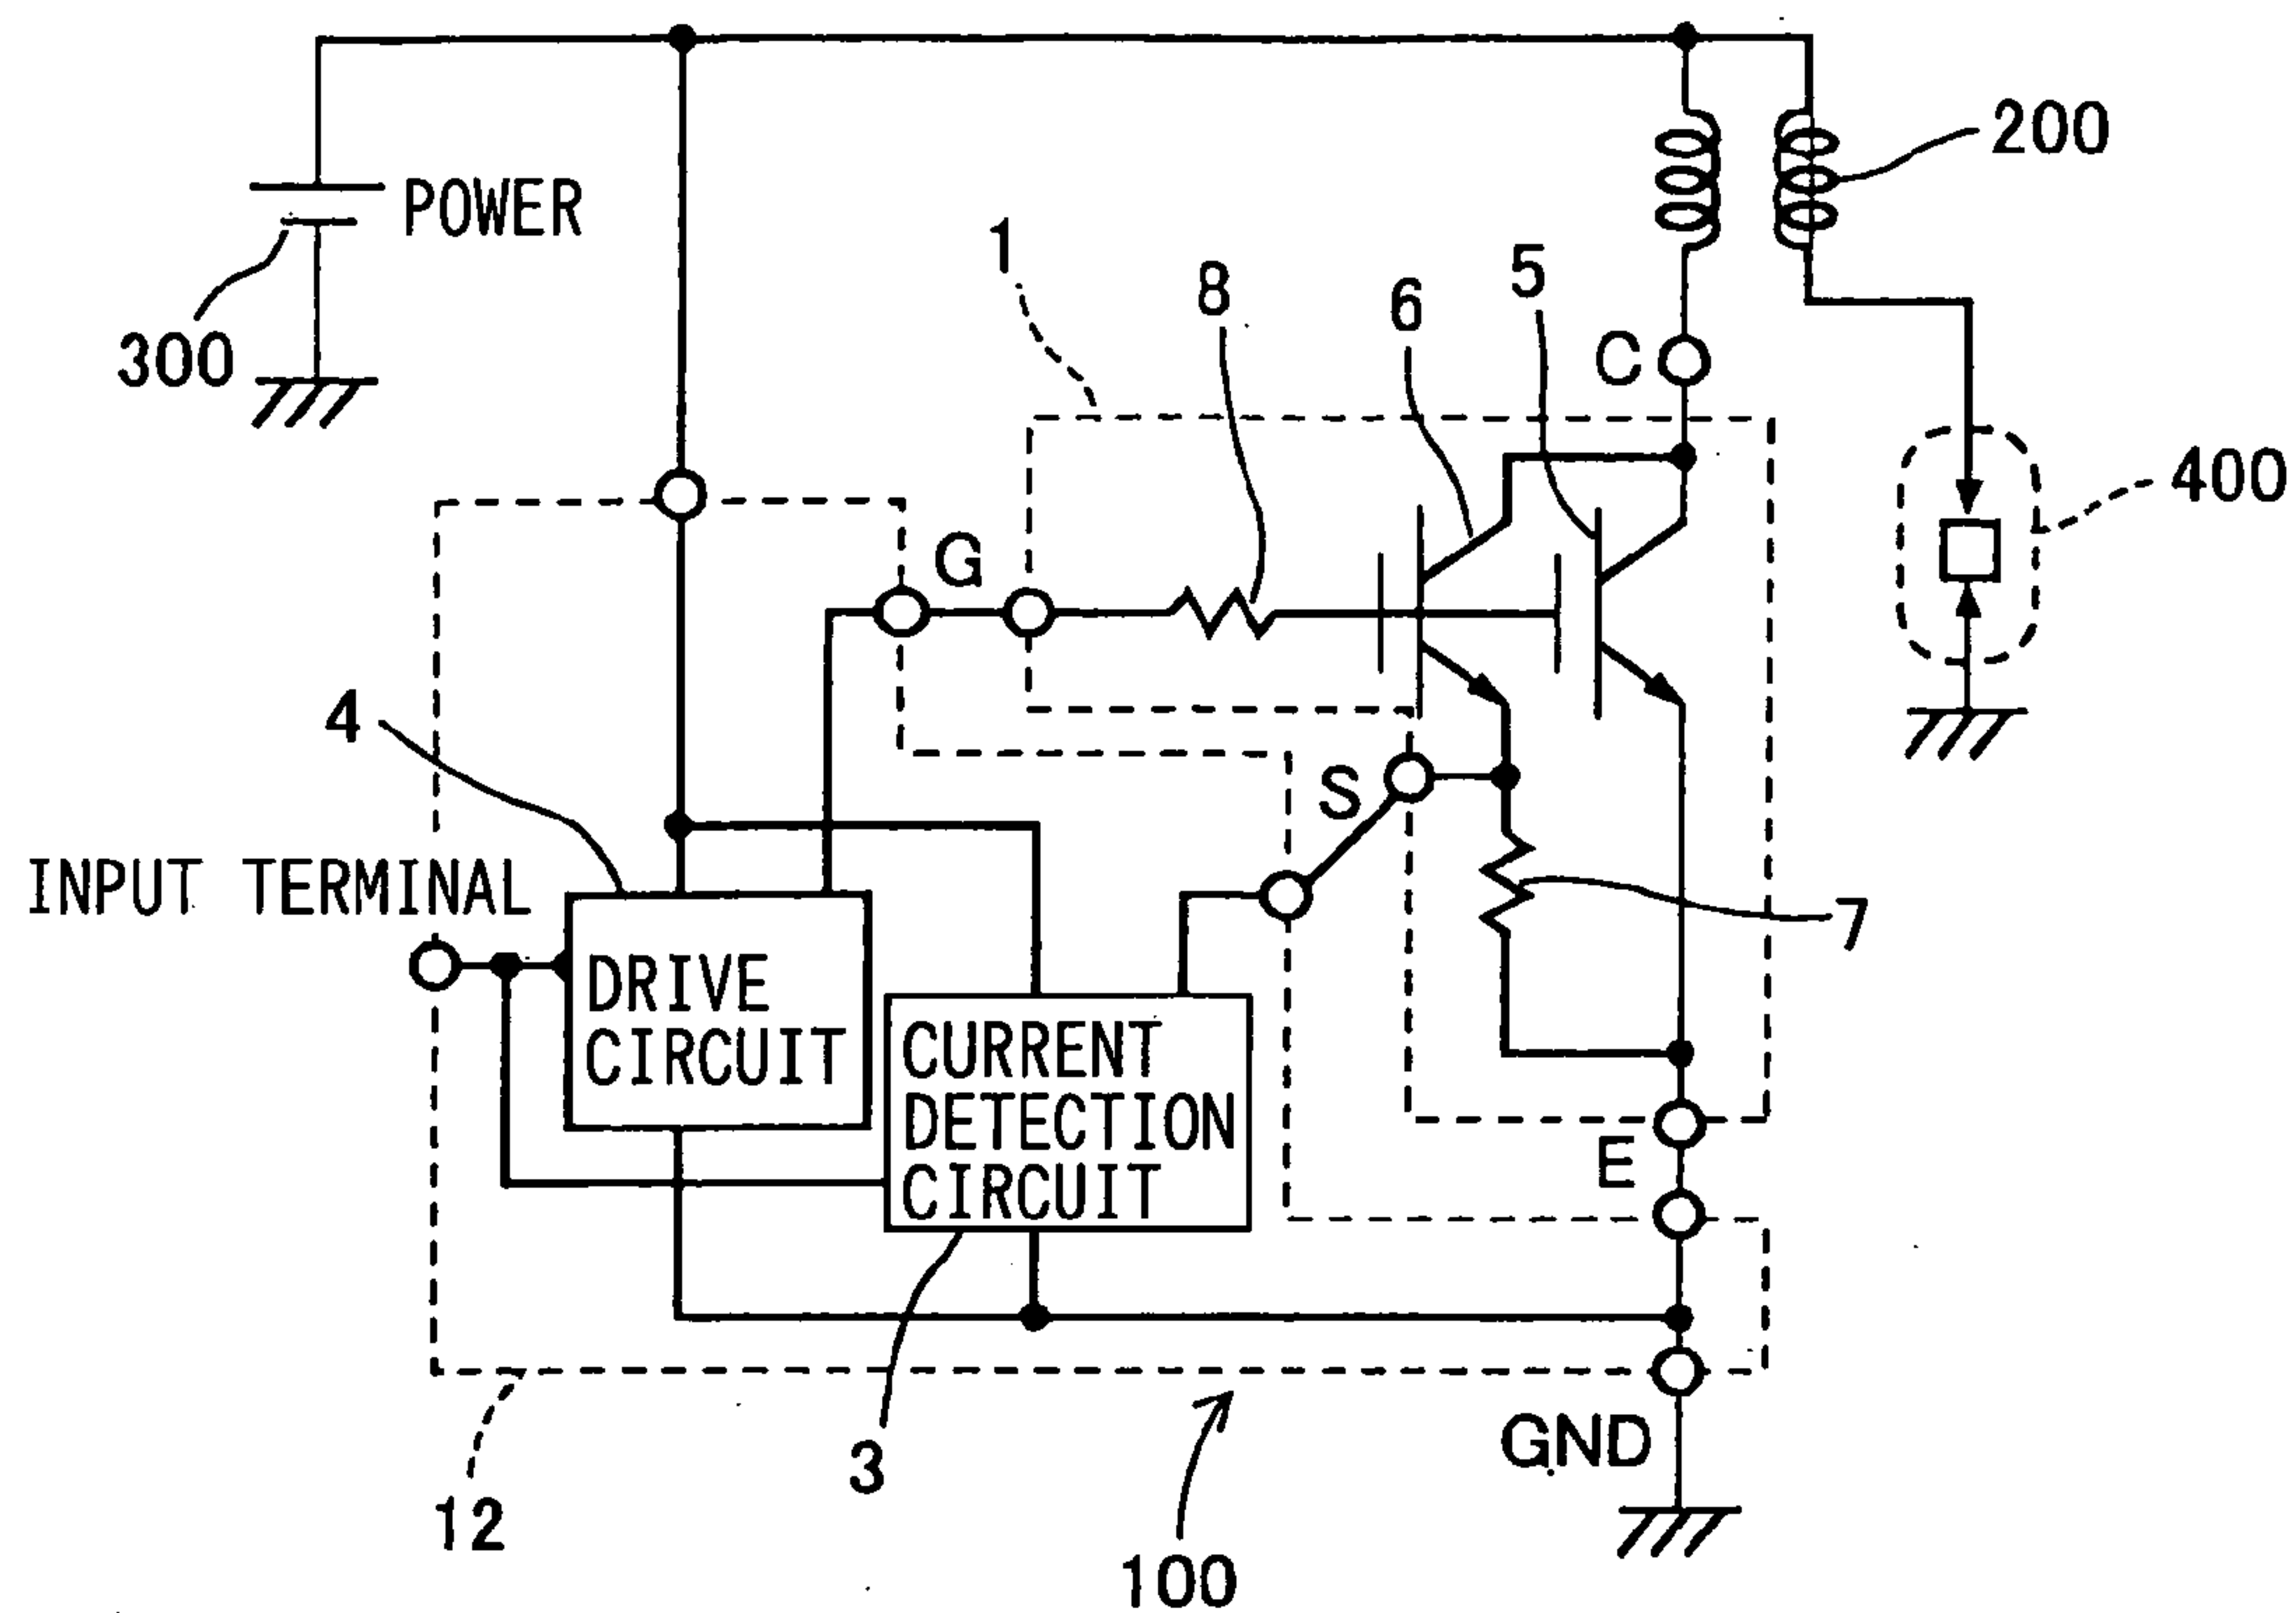 200
POWER
1
5
8
6
300
C
400
G
4
S
INPUT TERMINAL
7
DRIVE
CIRCUIT
CURRENT
DETECTION
CIRCUIT
E
GND
3
12
100